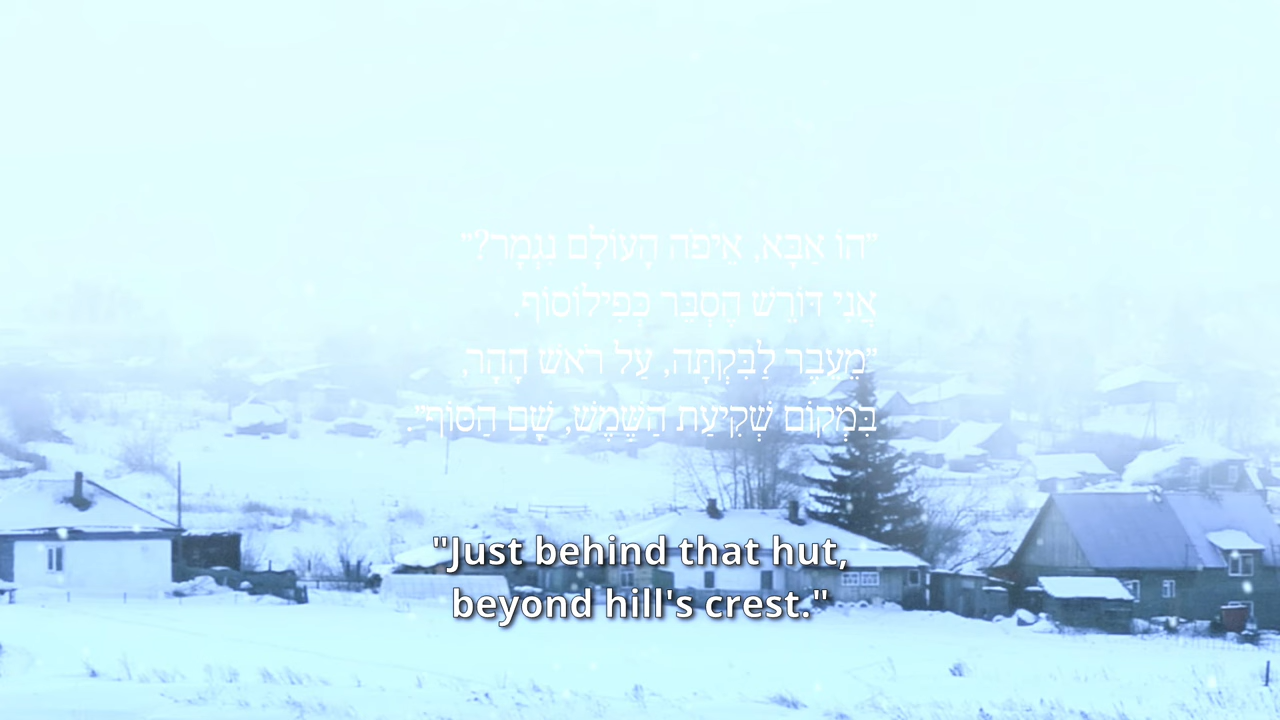 "הוֹ אַבָּא, אֵיפֹה הָעוֹלָם נִגְמָר?"
אֲנִי דּוֹרֵשׁ הֶסְבֵּר כְּפִילוֹסוֹף.
"מֵעֵבֶר לַבִּקְתָּה, עַל רֹאשׁ הָהָר,
בִּמְקוֹם שְׁקִיעַת הַשֶּׁמֶשׁ, שָׁם הַסּוֹף".
"Just behind that hut,
beyond hill's crest."